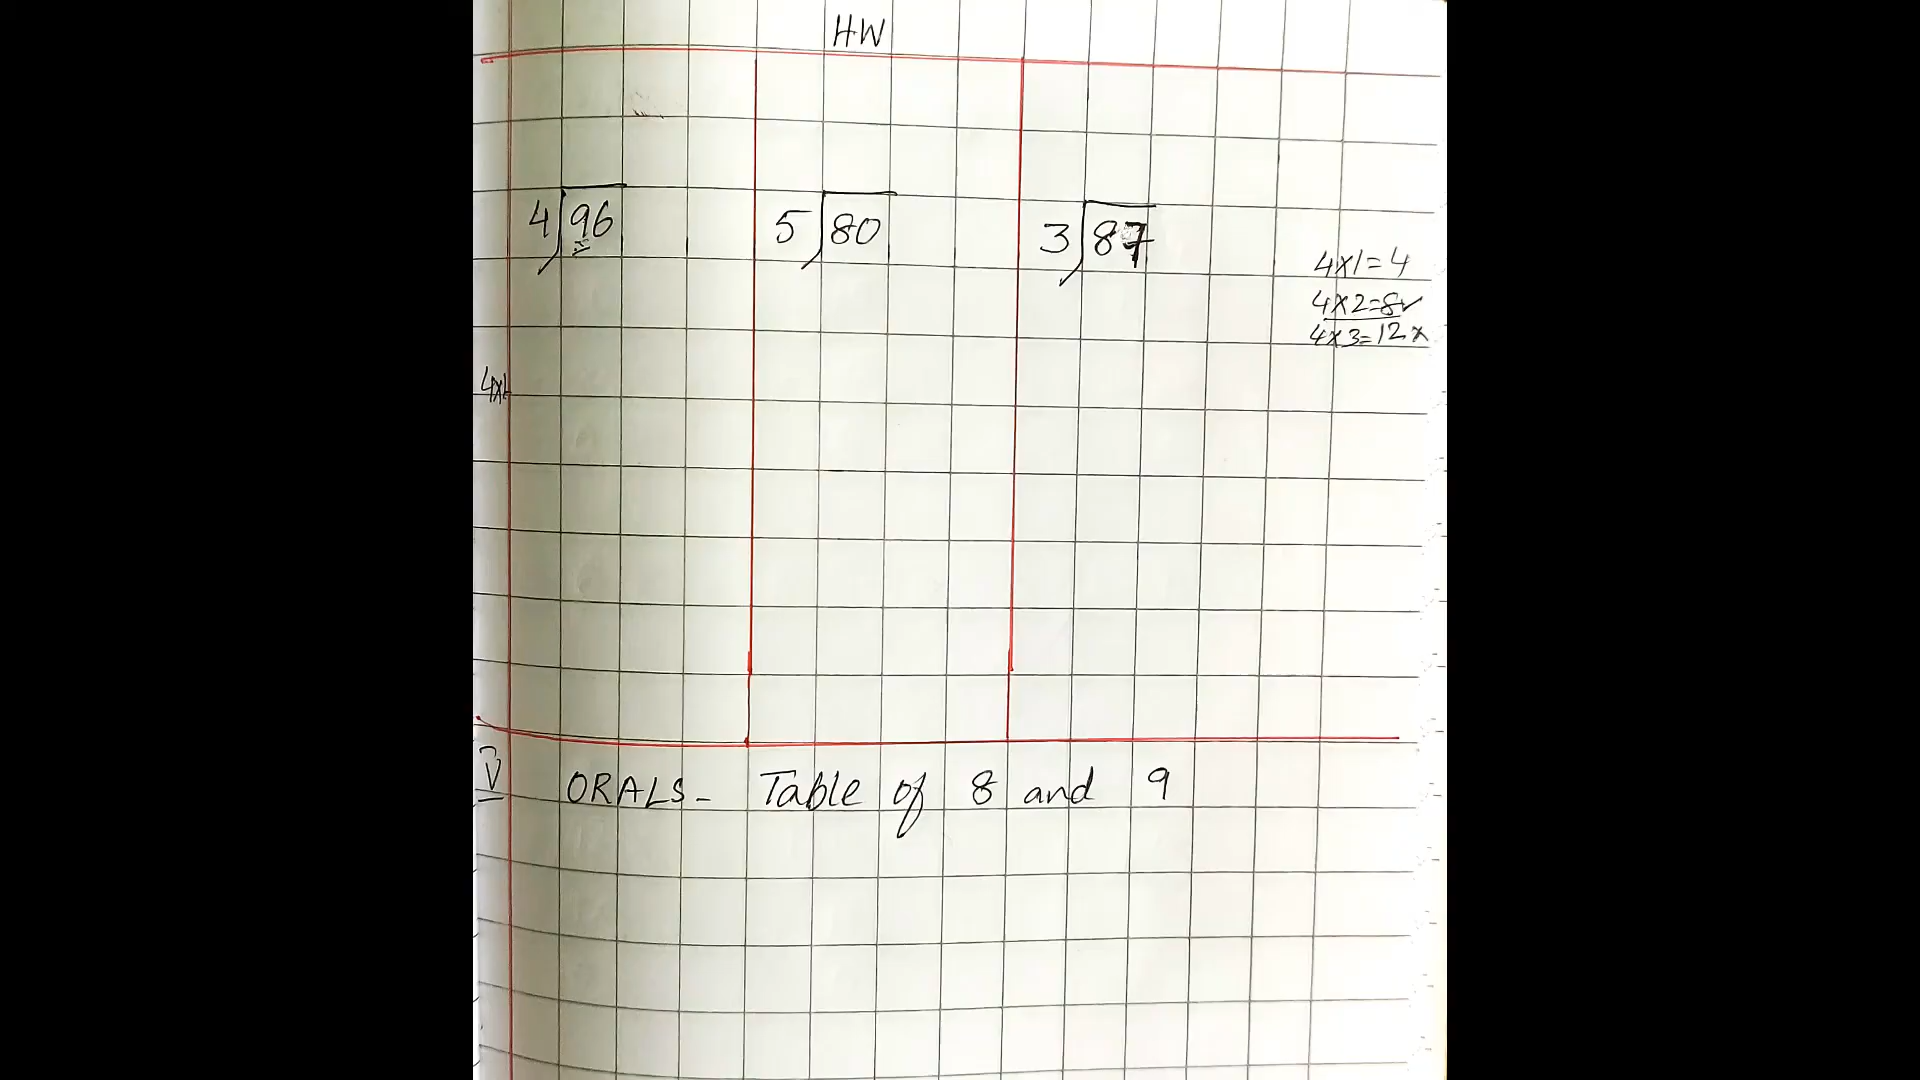 HW
4)96
5)80
3)87
4x1=4
4x2=8✓
4x3=12x
4x1
V ORALS- Table of 8 and 9